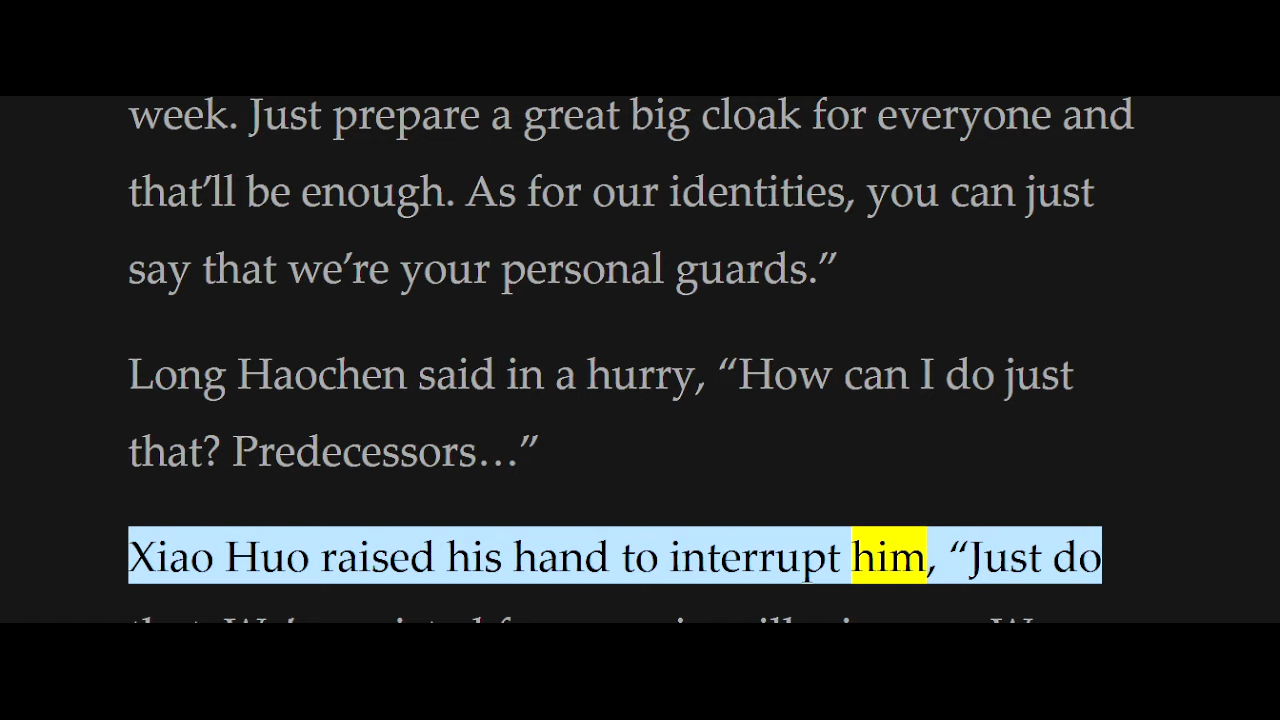 week. Just prepare a great big cloak for everyone and
that’ll be enough. As for our identities, you can just
say that we’re your personal guards.”
Long Haochen said in a hurry, “How can I do just
that? Predecessors…”
Xiao Huo raised his hand to interrupt him, “Just do